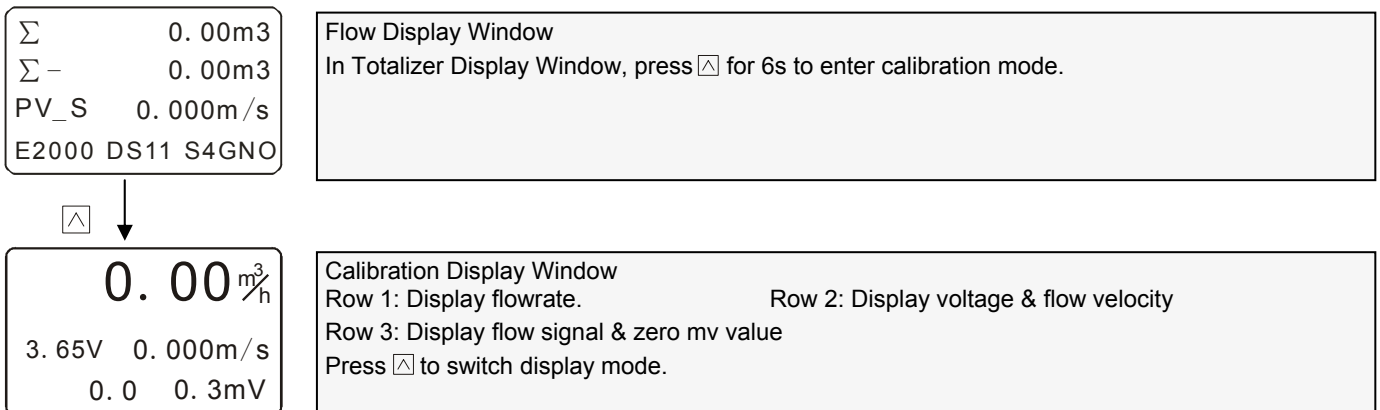 Σ 0. 00m3
Σ － 0. 00m3
PV_S 0. 000m/s
E2000 DS11 S4GNO
Flow Display Window
In Totalizer Display Window, press ^ for 6s to enter calibration mode.
^
0. 00 m³/h
3. 65V 0. 000m/s
0. 0 0. 3mV
Calibration Display Window
Row 1: Display flowrate. Row 2: Display voltage & flow velocity
Row 3: Display flow signal & zero mv value
Press ^ to switch display mode.